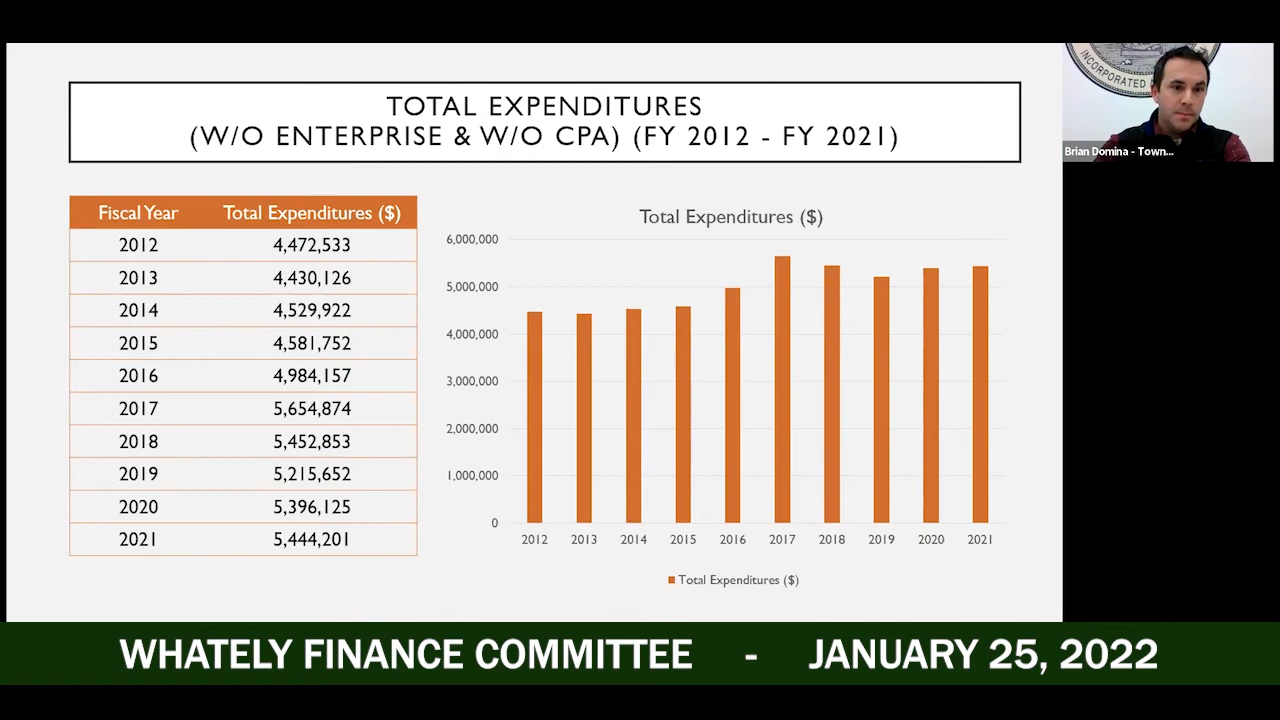 TOTAL EXPENDITURES
(W/O ENTERPRISE & W/O CPA) (FY 2012 - FY 2021)
INCORPORATED
Brian Domina - Town...
Fiscal Year Total Expenditures ($)
2012 4,472,533
2013 4,430,126
2014 4,529,922
2015 4,581,752
2016 4,984,157
2017 5,654,874
2018 5,452,853
2019 5,215,652
2020 5,396,125
2021 5,444,201
Total Expenditures ($)
6,000,000
5,000,000
4,000,000
3,000,000
2,000,000
1,000,000
0
2012 2013 2014 2015 2016 2017 2018 2019 2020 2021
Total Expenditures ($)
WHATELY FINANCE COMMITTEE - JANUARY 25, 2022